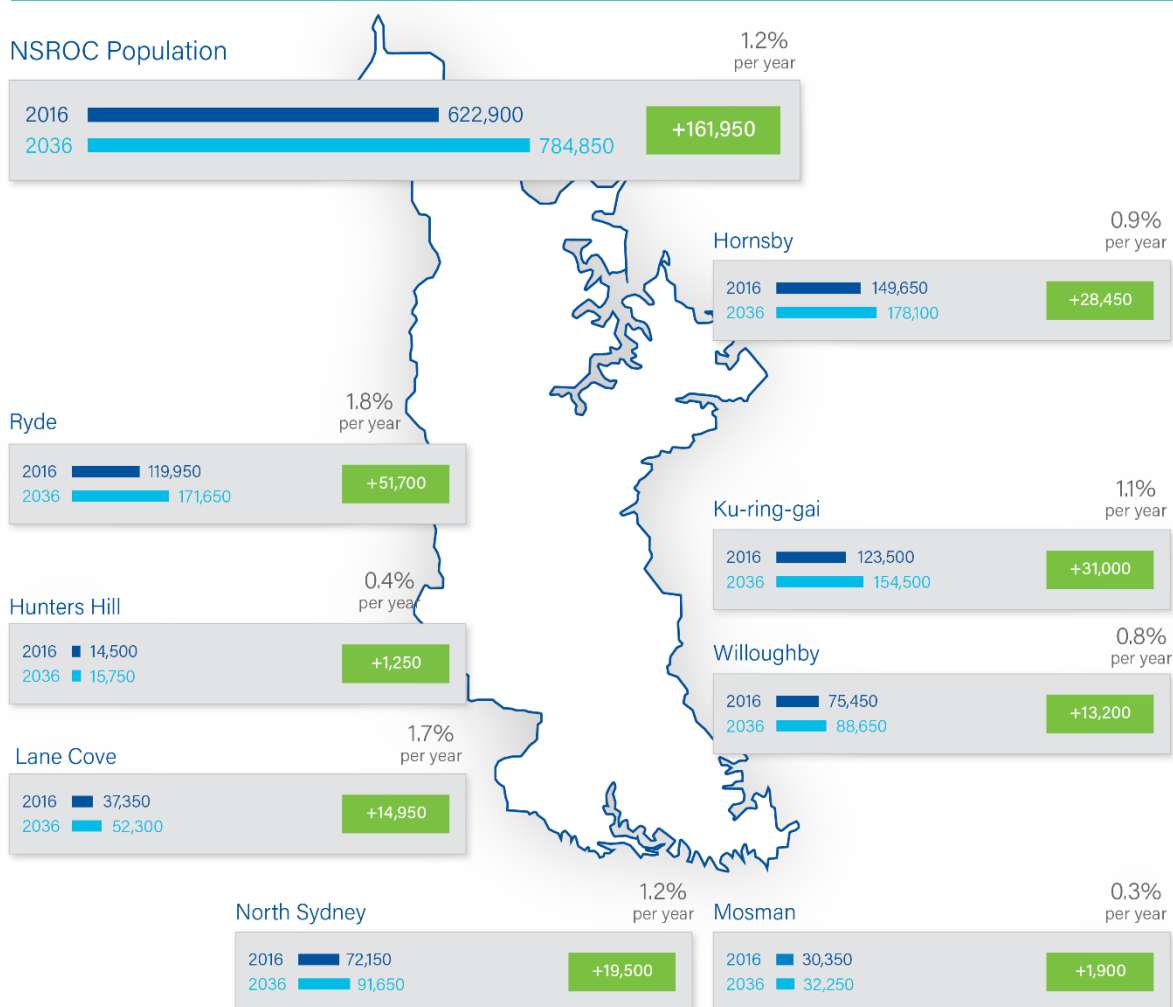 NSROC Population
1.2%
per year
2016 622,900
2036 784,850
+161,950
Hornsby
0.9%
per year
2016 149,650
2036 178,100
+28,450
Ryde
1.8%
per year
2016 119,950
2036 171,650
+51,700
Ku-ring-gai
1.1%
per year
2016 123,500
2036 154,500
+31,000
Hunters Hill
0.4%
per year
2016 14,500
2036 15,750
+1,250
Willoughby
0.8%
per year
2016 75,450
2036 88,650
+13,200
Lane Cove
1.7%
per year
2016 37,350
2036 52,300
+14,950
North Sydney
1.2%
per year
2016 72,150
2036 91,650
+19,500
Mosman
0.3%
per year
2016 30,350
2036 32,250
+1,900